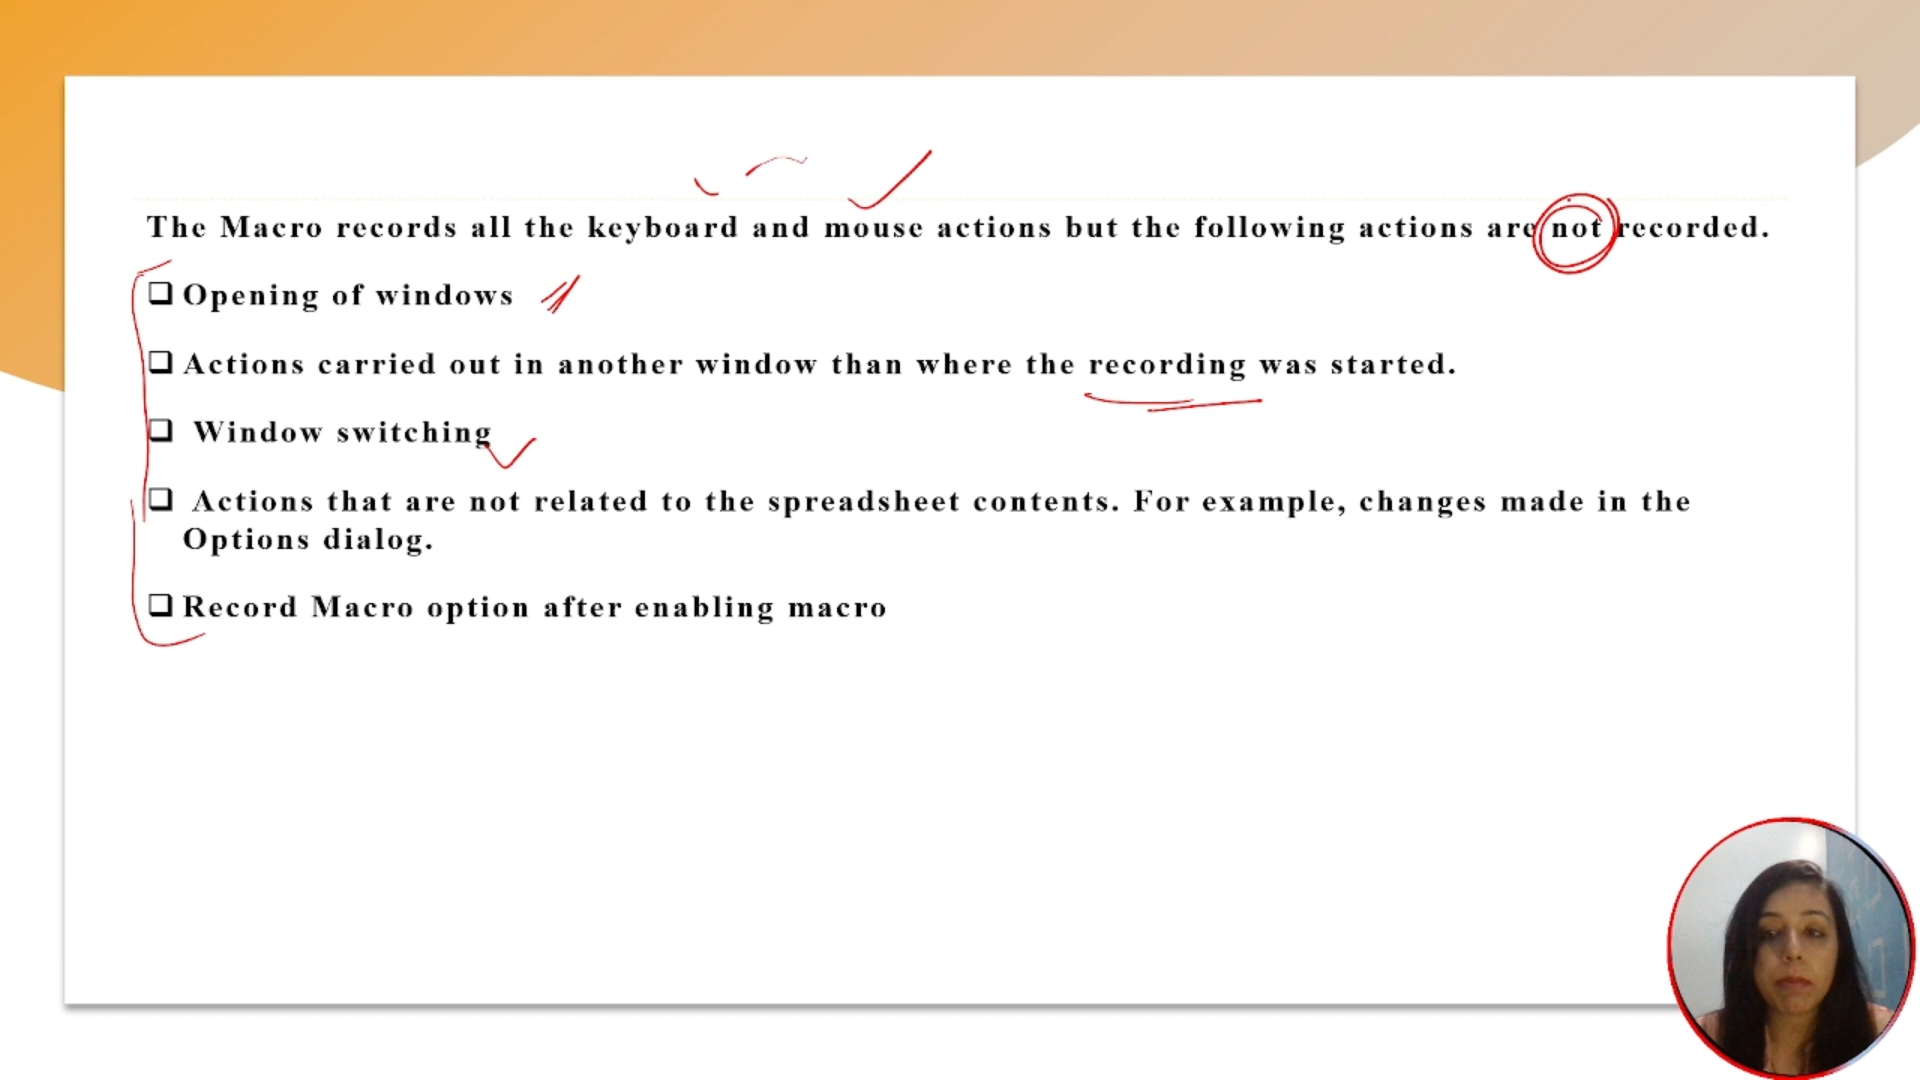 The Macro records all the keyboard and mouse actions but the following actions are not recorded.
❑ Opening of windows
❑ Actions carried out in another window than where the recording was started.
❑ Window switching
❑ Actions that are not related to the spreadsheet contents. For example, changes made in the
Options dialog.
❑ Record Macro option after enabling macro